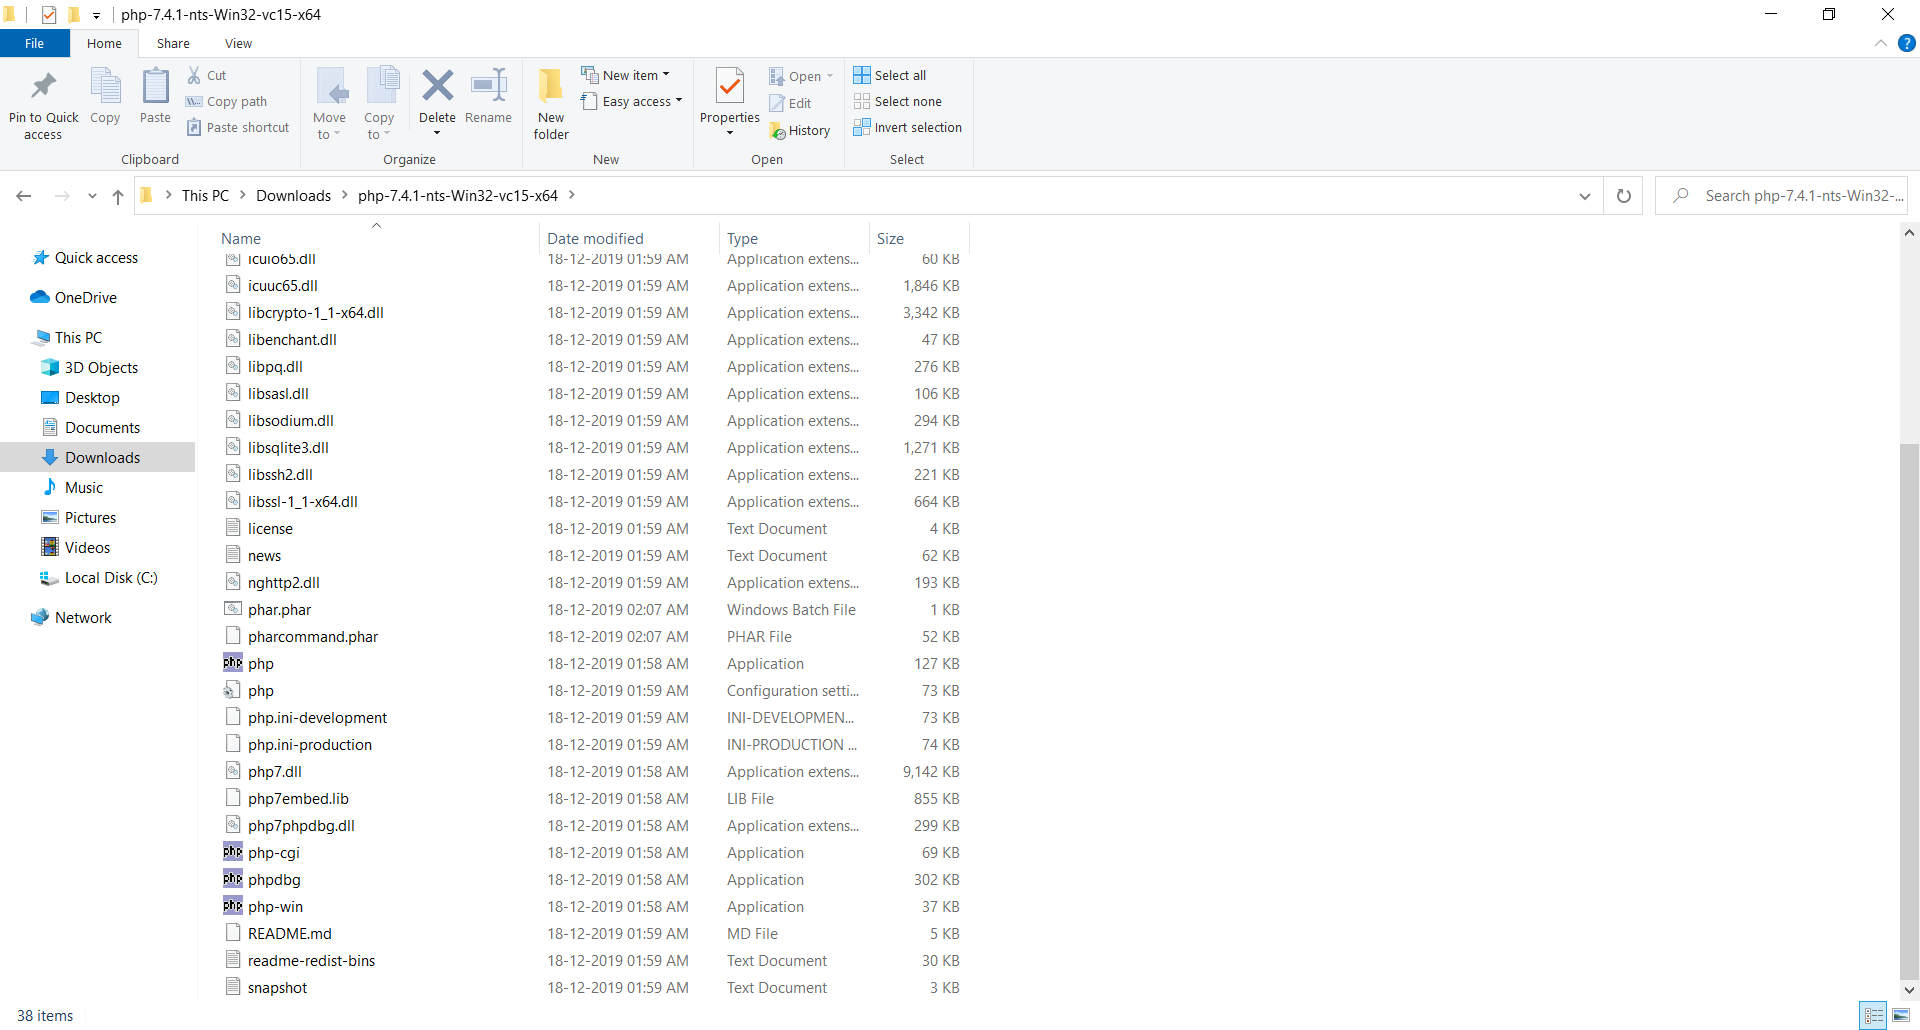 php-7.4.1-nts-Win32-vc15-x64
File Home Share View
Pin to Quick access
Copy
Paste
Cut
Copy path
Paste shortcut
Clipboard
Move to
Copy to
Delete
Rename
Organize
New folder
New item
Easy access
New
Properties
Open
Edit
History
Open
Select all
Select none
Invert selection
Select
This PC > Downloads > php-7.4.1-nts-Win32-vc15-x64 >
Search php-7.4.1-nts-Win32-...
Quick access
OneDrive
This PC
3D Objects
Desktop
Documents
Downloads
Music
Pictures
Videos
Local Disk (C:)
Network
Name Date modified Type Size
icuio65.dll 18-12-2019 01:59 AM Application extens... 60 KB
icuuc65.dll 18-12-2019 01:59 AM Application extens... 1,846 KB
libcrypto-1_1-x64.dll 18-12-2019 01:59 AM Application extens... 3,342 KB
libenchant.dll 18-12-2019 01:59 AM Application extens... 47 KB
libpq.dll 18-12-2019 01:59 AM Application extens... 276 KB
libsasl.dll 18-12-2019 01:59 AM Application extens... 106 KB
libsodium.dll 18-12-2019 01:59 AM Application extens... 294 KB
libsqlite3.dll 18-12-2019 01:59 AM Application extens... 1,271 KB
libssh2.dll 18-12-2019 01:59 AM Application extens... 221 KB
libssl-1_1-x64.dll 18-12-2019 01:59 AM Application extens... 664 KB
license 18-12-2019 01:59 AM Text Document 4 KB
news 18-12-2019 01:59 AM Text Document 62 KB
nghttp2.dll 18-12-2019 01:59 AM Application extens... 193 KB
phar.phar 18-12-2019 02:07 AM Windows Batch File 1 KB
pharcommand.phar 18-12-2019 02:07 AM PHAR File 52 KB
php php 18-12-2019 01:58 AM Application 127 KB
php 18-12-2019 01:59 AM Configuration setti... 73 KB
php.ini-development 18-12-2019 01:59 AM INI-DEVELOPMEN... 73 KB
php.ini-production 18-12-2019 01:59 AM INI-PRODUCTION ... 74 KB
php7.dll 18-12-2019 01:58 AM Application extens... 9,142 KB
php7embed.lib 18-12-2019 01:58 AM LIB File 855 KB
php7phpdbg.dll 18-12-2019 01:58 AM Application extens... 299 KB
php php-cgi 18-12-2019 01:58 AM Application 69 KB
php phpdbg 18-12-2019 01:58 AM Application 302 KB
php php-win 18-12-2019 01:58 AM Application 37 KB
README.md 18-12-2019 01:59 AM MD File 5 KB
readme-redist-bins 18-12-2019 01:59 AM Text Document 30 KB
snapshot 18-12-2019 01:59 AM Text Document 3 KB
38 items